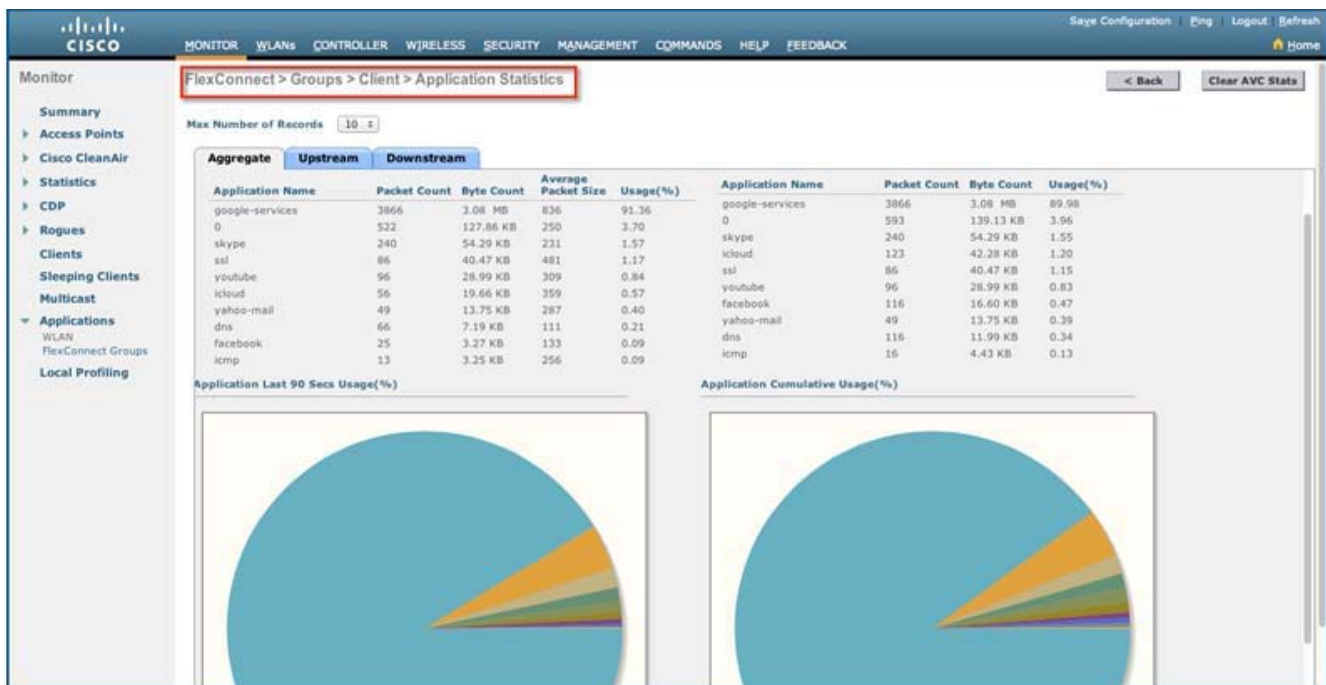 Save Configuration Ping Logout Refresh
CISCO
MONITOR WLANs CONTROLLER WIRELESS SECURITY MANAGEMENT COMMANDS HELP FEEDBACK
Home
Monitor
Summary
Access Points
Cisco CleanAir
Statistics
CDP
Rogues
Clients
Sleeping Clients
Multicast
Applications
WLAN
FlexConnect Groups
Local Profiling
FlexConnect > Groups > Client > Application Statistics
< Back
Clear AVC Stats
Max Number of Records 10
Aggregate Upstream Downstream
Application Name Packet Count Byte Count Average Packet Size Usage(%)
google-services 3866 3.08 MB 836 91.36
0 522 127.86 KB 250 3.70
skype 240 54.29 KB 231 1.57
ssl 86 40.47 KB 481 1.17
youtube 96 28.99 KB 309 0.84
icloud 56 19.66 KB 359 0.57
yahoo-mail 49 13.75 KB 287 0.40
dns 66 7.19 KB 111 0.21
facebook 25 3.27 KB 133 0.09
icmp 13 3.25 KB 256 0.09
Application Name Packet Count Byte Count Usage(%)
google-services 3866 3.08 MB 89.98
0 593 139.13 KB 3.96
skype 240 54.29 KB 1.55
icloud 123 42.28 KB 1.20
ssl 86 40.47 KB 1.15
youtube 96 28.99 KB 0.83
facebook 116 16.60 KB 0.47
yahoo-mail 49 13.75 KB 0.39
dns 116 11.99 KB 0.34
icmp 16 4.43 KB 0.13
Application Last 90 Secs Usage(%)
Application Cumulative Usage(%)